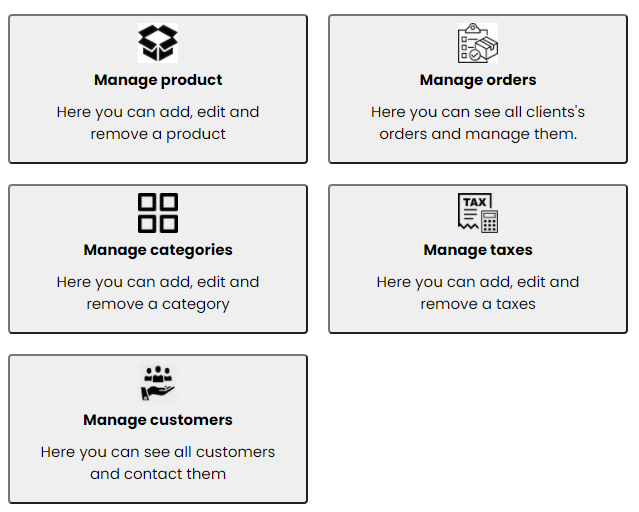 Manage product
Here you can add, edit and
remove a product
Manage orders
Here you can see all clients's
orders and manage them.
Manage categories
Here you can add, edit and
remove a category
TAX
Manage taxes
Here you can add, edit and
remove a taxes
Manage customers
Here you can see all customers
and contact them